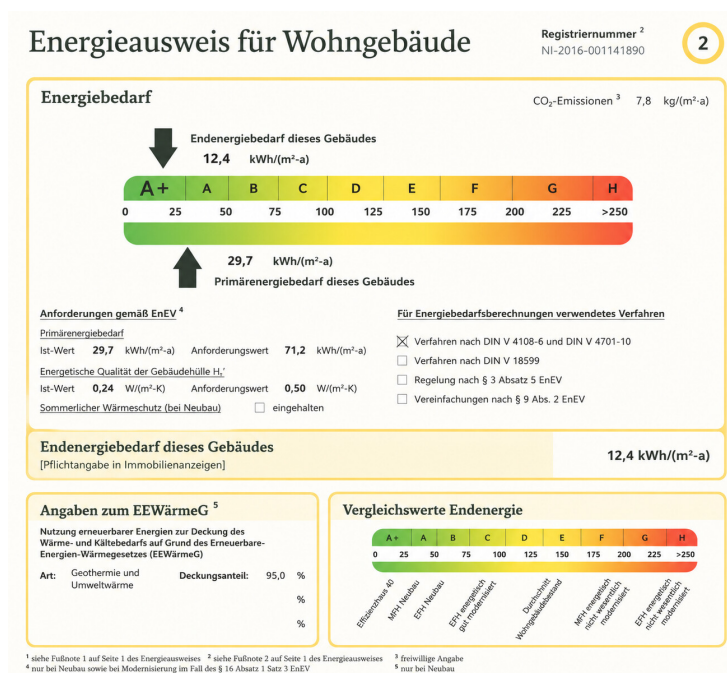 Energieausweis für Wohngebäude
Registriernummer ²
NI-2016-001141890
2
Energiebedarf
CO₂-Emissionen ³ 7,8 kg/(m²·a)
Endenergiebedarf dieses Gebäudes
12,4 kWh/(m²-a)
A+ A B C D E F G H
0 25 50 75 100 125 150 175 200 225 >250
29,7 kWh/(m²-a)
Primärenergiebedarf dieses Gebäudes
Anforderungen gemäß EnEV ⁴
Primärenergiebedarf
Ist-Wert 29,7 kWh/(m²-a) Anforderungswert 71,2 kWh/(m²-a)
Energetische Qualität der Gebäudehülle Hₜ'
Ist-Wert 0,24 W/(m²-K) Anforderungswert 0,50 W/(m²-K)
Sommerlicher Wärmeschutz (bei Neubau) eingehalten
Für Energiebedarfsberechnungen verwendetes Verfahren
Verfahren nach DIN V 4108-6 und DIN V 4701-10
Verfahren nach DIN V 18599
Regelung nach § 3 Absatz 5 EnEV
Vereinfachungen nach § 9 Abs. 2 EnEV
Endenergiebedarf dieses Gebäudes
[Pflichtangabe in Immobilienanzeigen]
12,4 kWh/(m²-a)
Angaben zum EEWärmeG ⁵
Nutzung erneuerbarer Energien zur Deckung des
Wärme- und Kältebedarfs auf Grund des Erneuerbare-
Energien-Wärmegesetzes (EEWärmeG)
Art: Geothermie und Deckungsanteil: 95,0 %
Umweltwärme
%
%
Vergleichswerte Endenergie
A+ A B C D E F G H
0 25 50 75 100 125 150 175 200 225 >250
Effizienzhaus 40
MFH Neubau
EFH Neubau
EFH energetisch
gut modernisiert
Durchschnitt
Wohngebäudebestand
MFH energetisch
nicht wesentlich
modernisiert
EFH energetisch
nicht wesentlich
modernisiert
¹ siehe Fußnote 1 auf Seite 1 des Energieausweises ² siehe Fußnote 2 auf Seite 1 des Energieausweises ³ freiwillige Angabe
⁴ nur bei Neubau sowie bei Modernisierung im Fall des § 16 Absatz 1 Satz 3 EnEV ⁵ nur bei Neubau